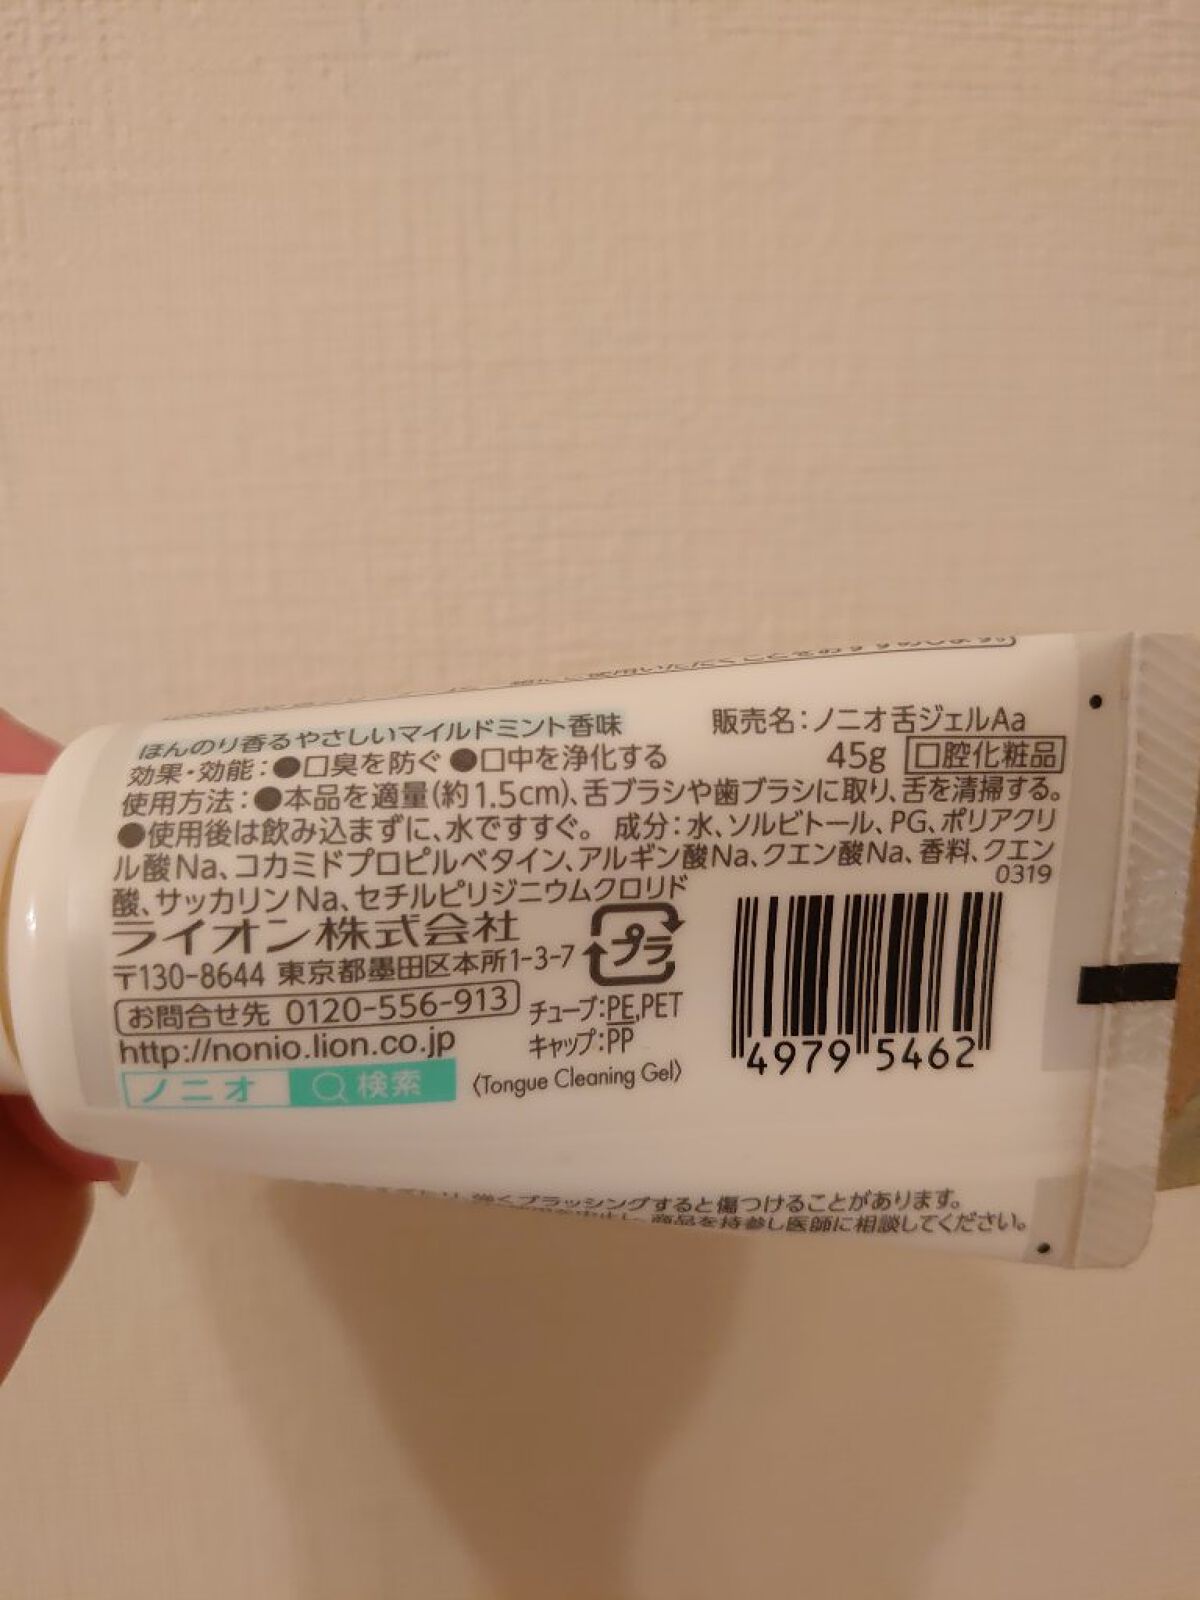 ほんのり香るやさしいマイルドミント香味
販売名:ノニオ舌ジェルAa
効果・効能:●口臭を防ぐ ●口中を浄化する
45g 口腔化粧品
使用方法:●本品を適量(約1.5cm)、舌ブラシや歯ブラシに取り、舌を清掃する。
●使用後は飲み込まずに、水ですすぐ。 成分:水、ソルビトール、PG、ポリアクリ
ル酸Na、コカミドプロピルベタイン、アルギン酸Na、クエン酸Na、香料、クエン
酸、サッカリンNa、セチルピリジニウムクロリド
0319
ライオン株式会社
〒130-8644 東京都墨田区本所1-3-7
お問合せ先 0120-556-913
http://nonio.lion.co.jp
ノニオ 検索
プラ
チューブ:PE,PET
キャップ:PP
〈Tongue Cleaning Gel〉
4979 5462
強くブラッシングすると傷つけることがあります。
商品を持参し医師に相談してください。